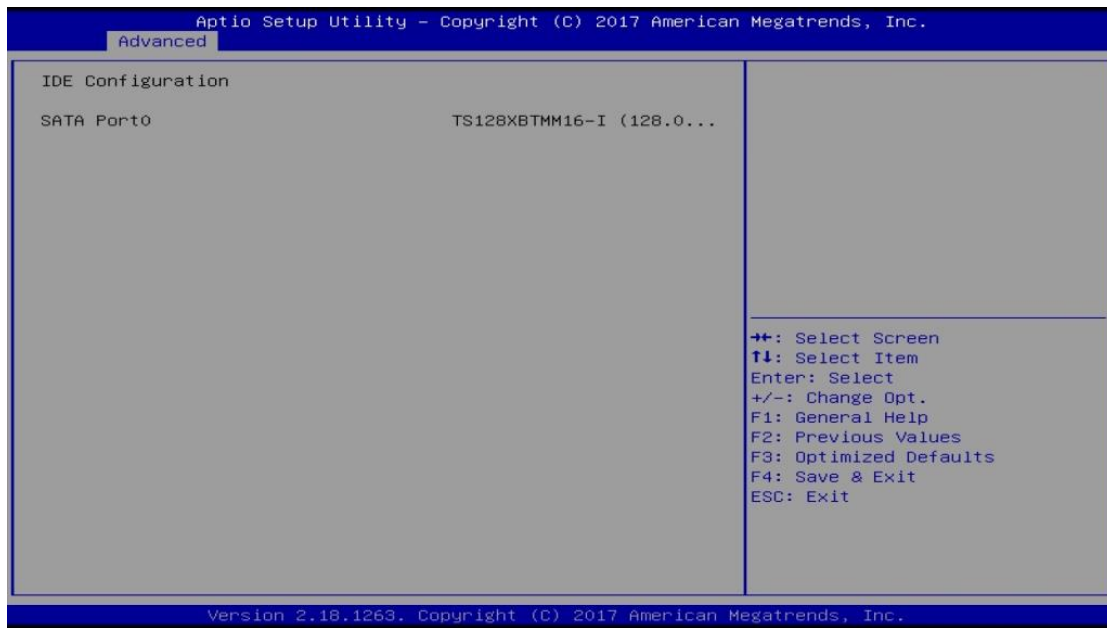 Aptio Setup Utility – Copyright (C) 2017 American Megatrends, Inc.
Advanced
IDE Configuration
SATA Port0 TS128XBTMM16-I (128.0...
→←: Select Screen
↑↓: Select Item
Enter: Select
+/-: Change Opt.
F1: General Help
F2: Previous Values
F3: Optimized Defaults
F4: Save & Exit
ESC: Exit
Version 2.18.1263. Copyright (C) 2017 American Megatrends, Inc.